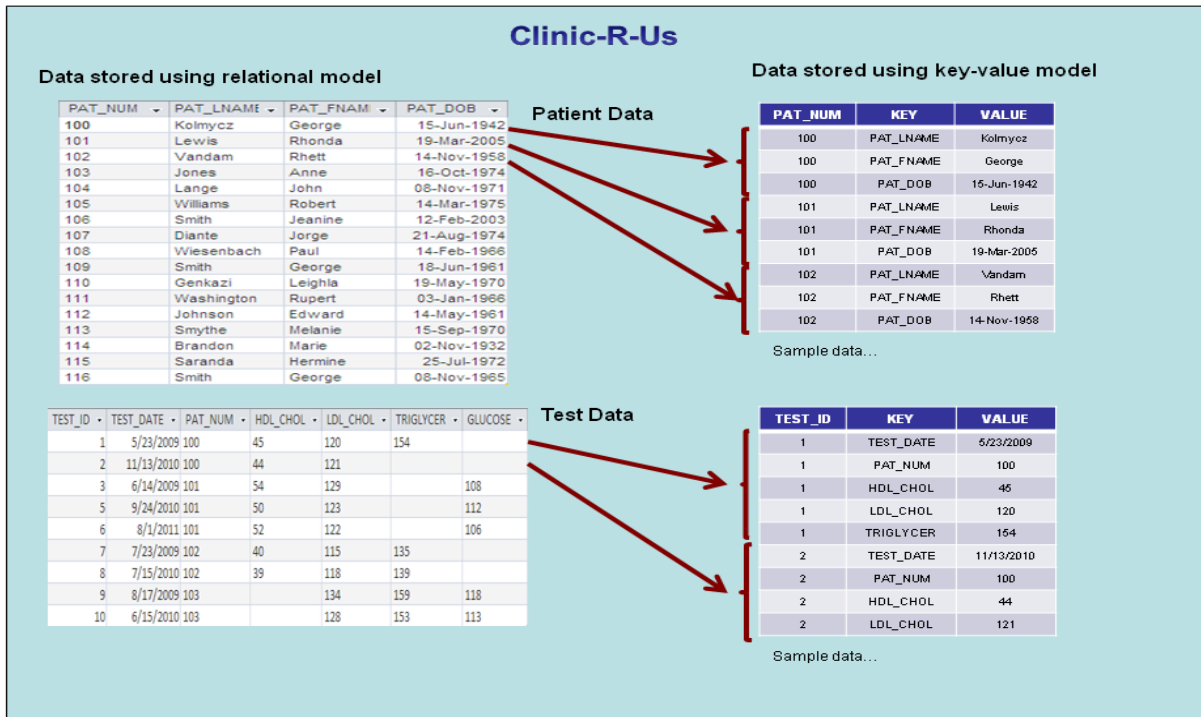 Clinic-R-Us
Data stored using relational model
Data stored using key-value model
PAT_NUM PAT_LNAME PAT_FNAM PAT_DOB
100 Kolmycz George 15-Jun-1942
101 Lewis Rhonda 19-Mar-2005
102 Vandam Rhett 14-Nov-1958
103 Jones Anne 16-Oct-1974
104 Lange John 08-Nov-1971
105 Williams Robert 14-Mar-1975
106 Smith Jeanine 12-Feb-2003
107 Diante Jorge 21-Aug-1974
108 Wiesenbach Paul 14-Feb-1966
109 Smith George 18-Jun-1961
110 Genkazi Leighla 19-May-1970
111 Washington Rupert 03-Jan-1966
112 Johnson Edward 14-May-1961
113 Smythe Melanie 15-Sep-1970
114 Brandon Marie 02-Nov-1932
115 Saranda Hermine 25-Jul-1972
116 Smith George 08-Nov-1965
Patient Data
PAT_NUM KEY VALUE
100 PAT_LNAME Kolmycz
100 PAT_FNAME George
100 PAT_DOB 15-Jun-1942
101 PAT_LNAME Lewis
101 PAT_FNAME Rhonda
101 PAT_DOB 19-Mar-2005
102 PAT_LNAME Vandam
102 PAT_FNAME Rhett
102 PAT_DOB 14-Nov-1958
Sample data...
TEST_ID TEST_DATE PAT_NUM HDL_CHOL LDL_CHOL TRIGLYCER GLUCOSE
1 5/23/2009 100 45 120 154
2 11/13/2010 100 44 121
3 6/14/2009 101 54 129 108
5 9/24/2010 101 50 123 112
6 8/1/2011 101 52 122 106
7 7/23/2009 102 40 115 135
8 7/15/2010 102 39 118 139
9 8/17/2009 103 134 159 118
10 6/15/2010 103 128 153 113
Test Data
TEST_ID KEY VALUE
1 TEST_DATE 5/23/2009
1 PAT_NUM 100
1 HDL_CHOL 45
1 LDL_CHOL 120
1 TRIGLYCER 154
2 TEST_DATE 11/13/2010
2 PAT_NUM 100
2 HDL_CHOL 44
2 LDL_CHOL 121
Sample data...